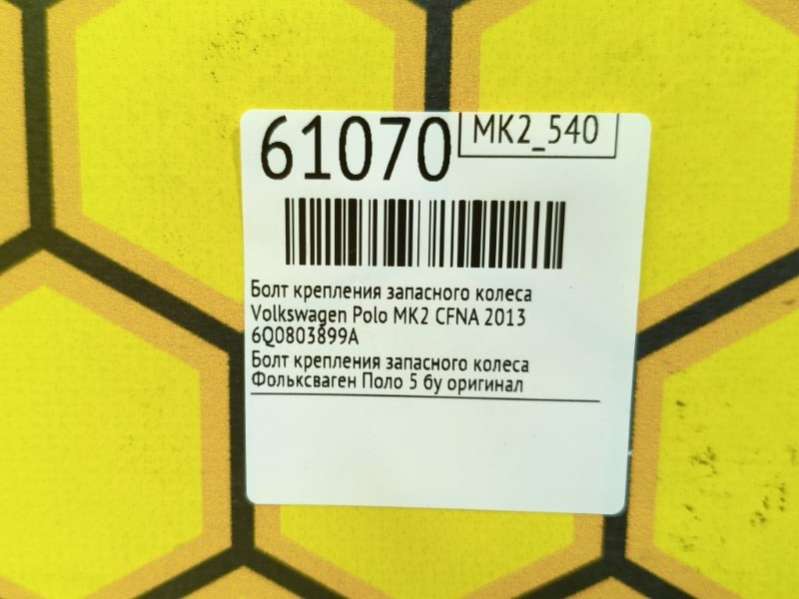 61070
MK2_540
Болт крепления запасного колеса
Volkswagen Polo MK2 CFNA 2013
6Q0803899A
Болт крепления запасного колеса
Фольксваген Поло 5 бу оригинал